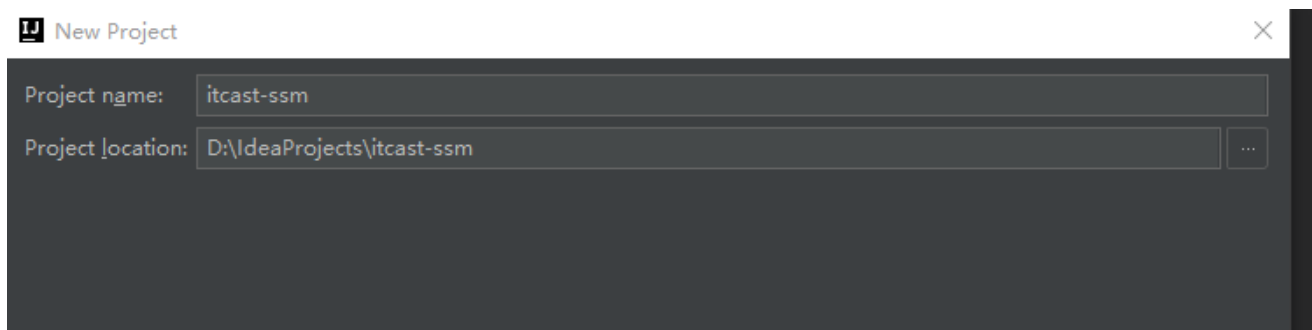 IJ New Project
Project name: itcast-ssm
Project location: D:\IdeaProjects\itcast-ssm ...